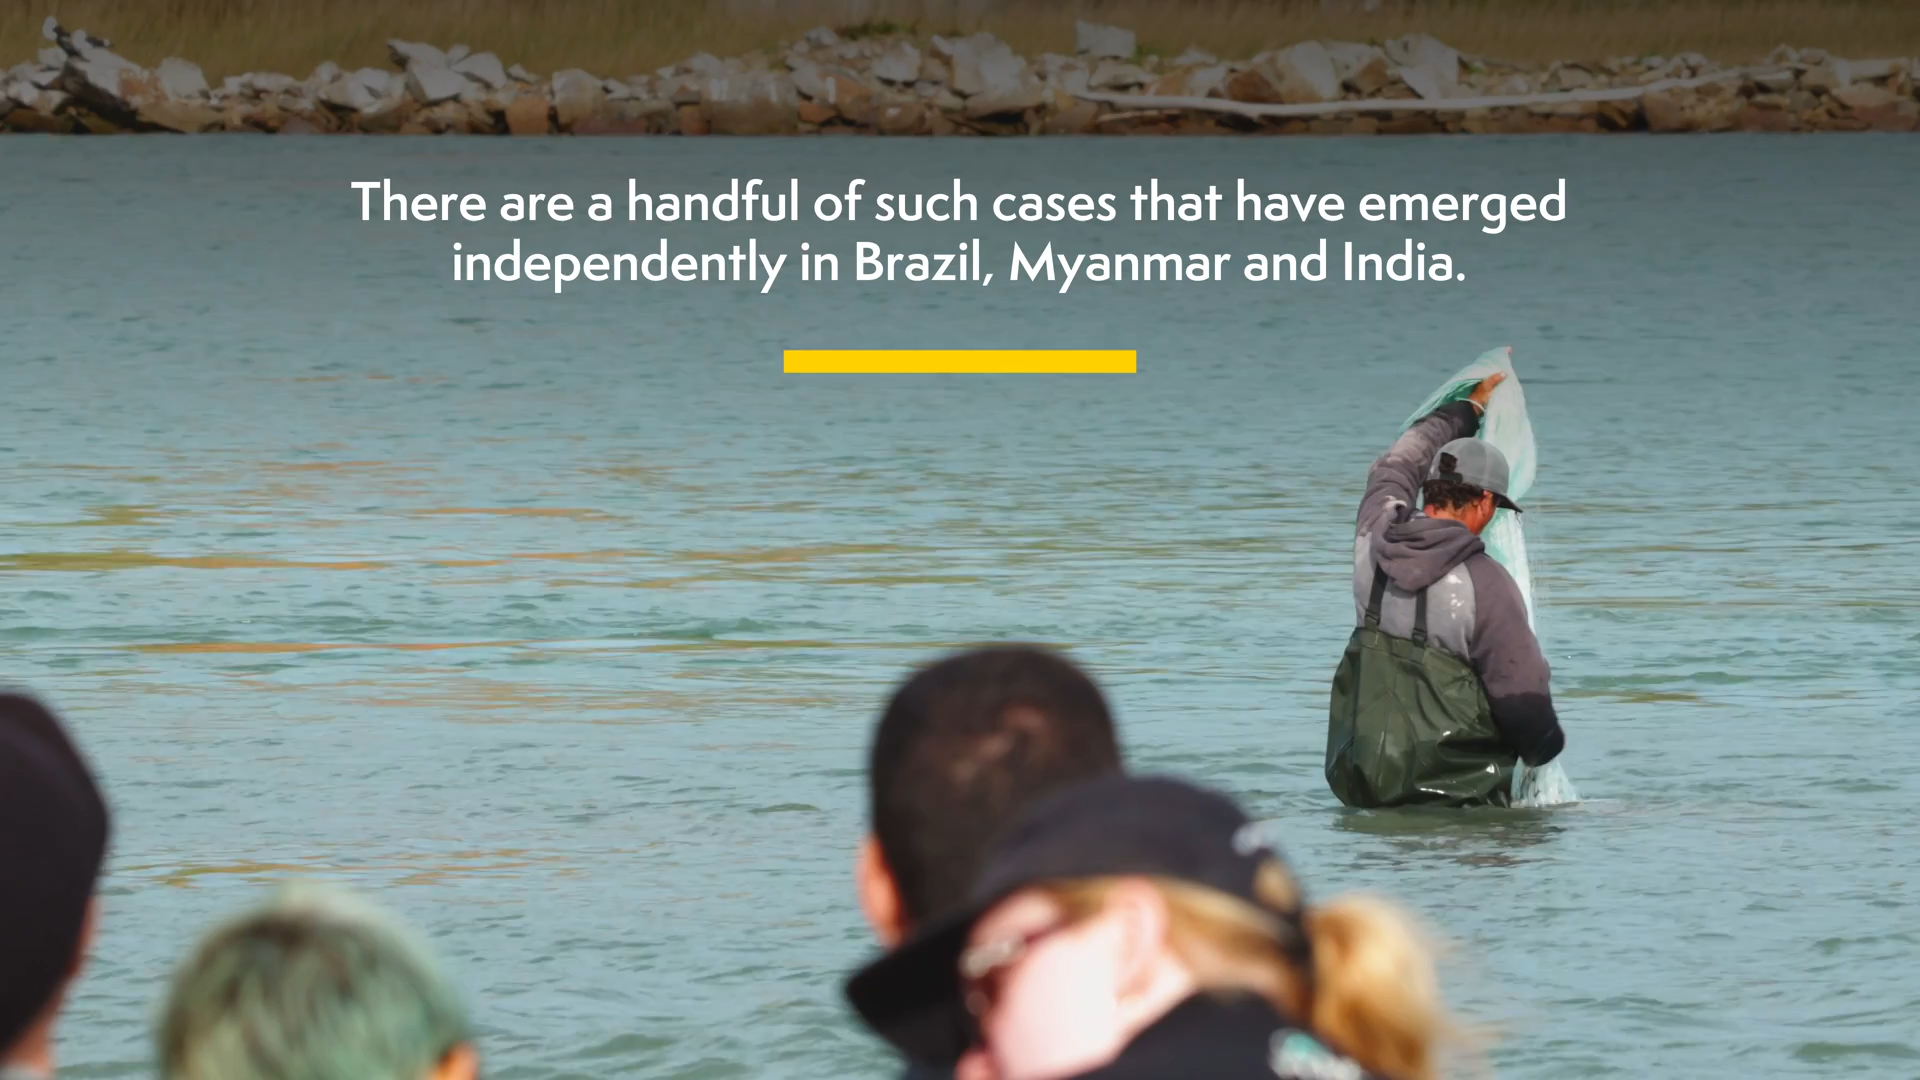 There are a handful of such cases that have emerged
independently in Brazil, Myanmar and India.